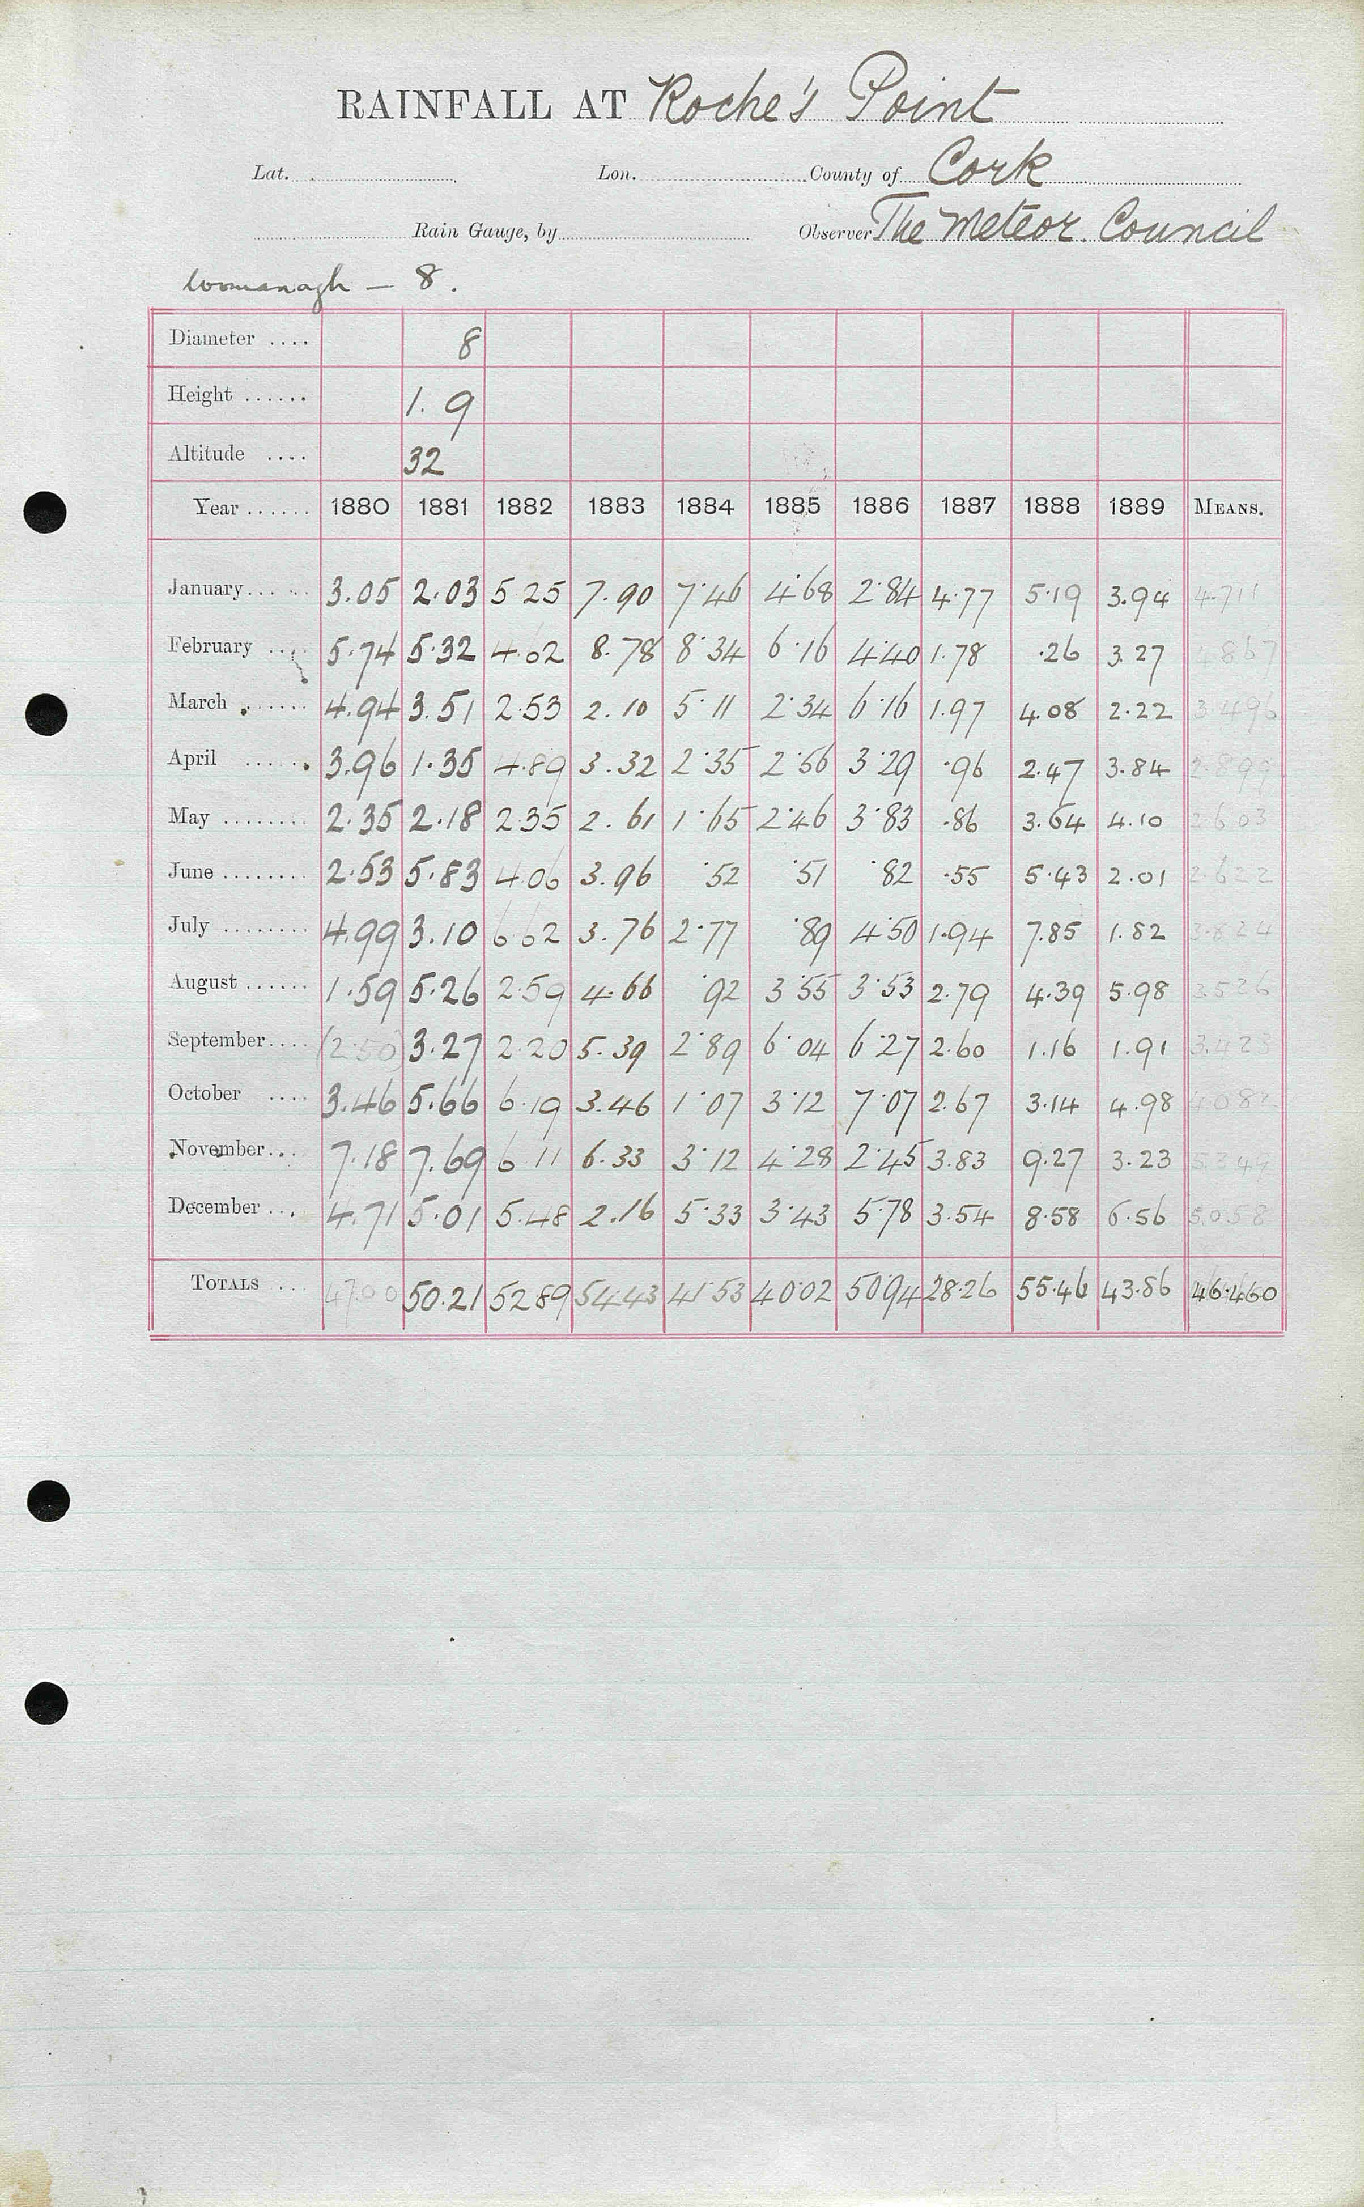 RAINFALL AT Roche's Point
Lat. Lon. County of Cork
Rain Gauge, by Observer The Meteor. Council
— 8.
Diameter .... 8
Height ...... 1.9
Altitude .... 32
Year ...... 1880 1881 1882 1883 1884 1885 1886 1887 1888 1889 MEANS.
January...... 3.05 2.03 5.25 7.90 7.46 4.68 2.84 4.77 5.19 3.94 4.711
February .... 5.74 5.32 4.62 8.78 8.34 6.16 4.40 1.78 .26 3.27 4.867
March ...... 4.94 3.51 2.53 2.10 5.11 2.34 6.16 1.97 4.08 2.22 3.496
April ...... 3.96 1.35 4.89 3.32 2.35 2.56 3.29 .96 2.47 3.84 2.899
May ........ 2.35 2.18 2.35 2.61 1.65 2.46 3.83 .86 3.64 4.10 2.603
June ........ 2.53 5.83 4.06 3.96 .52 .51 .82 .55 5.43 2.01 2.622
July ........ 4.99 3.10 6.62 3.76 2.77 .89 4.50 1.94 7.85 1.82 3.824
August ...... 1.59 5.26 2.59 4.66 .92 3.55 3.53 2.79 4.39 5.98 3.526
September.... (2.50) 3.27 2.20 5.39 2.89 6.04 6.27 2.60 1.16 1.91 3.423
October .... 3.46 5.66 6.19 3.46 1.07 3.12 7.07 2.67 3.14 4.98 4.082
November... 7.18 7.69 6.11 6.33 3.12 4.28 2.45 3.83 9.27 3.23 5.349
December ... 4.71 5.01 5.48 2.16 5.33 3.43 5.78 3.54 8.58 6.56 5.058
TOTALS .... 47.00 50.21 52.89 54.43 41.53 40.02 50.94 28.26 55.46 43.86 46.460